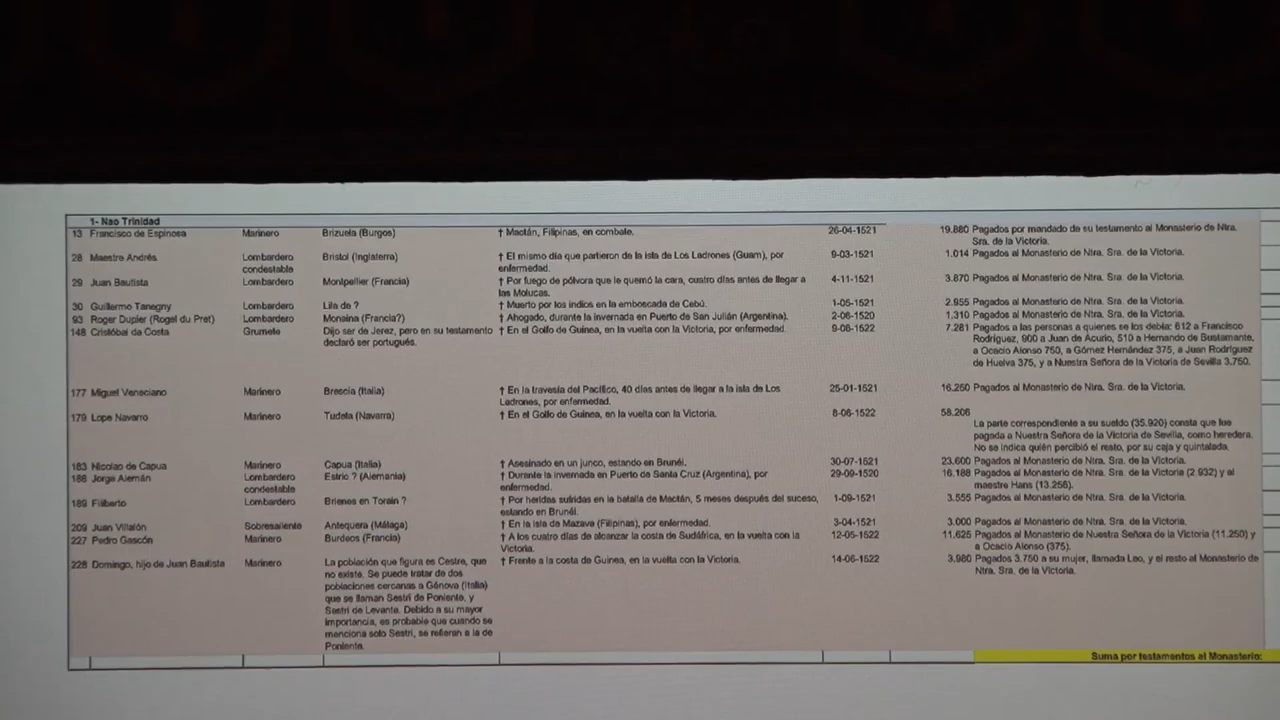 1- Nao Trinidad
13 Francisco de Espinosa Marinero Brizuela (Burgos) † Mactán, Filipinas, en combate. 26-04-1521 19.880 Pagados por mandado de su testamento al Monasterio de Ntra.
Sra. de la Victoria.
28 Maestre Andrés Lombardero Bristol (Inglaterra) † El mismo día que partieron de la isla de Los Ladrones (Guam), por 9-03-1521 1.014 Pagados al Monasterio de Ntra. Sra. de la Victoria.
condestable enfermedad.
29 Juan Bautista Lombardero Montpellier (Francia) † Por fuego de pólvora que le quemó la cara, cuatro días antes de llegar a 4-11-1521 3.870 Pagados al Monasterio de Ntra. Sra. de la Victoria.
las Molucas.
30 Guillermo Tanegny Lombardero Lila de ? † Muerto por los indios en la emboscada de Cebú. 1-05-1521 2.955 Pagados al Monasterio de Ntra. Sra. de la Victoria.
93 Roger Dupier (Rogel du Pret) Lombardero Monaina (Francia?) † Ahogado, durante la invernada en Puerto de San Julián (Argentina). 2-06-1520 1.310 Pagados al Monasterio de Ntra. Sra. de la Victoria.
148 Cristóbal da Costa Grumete Dijo ser de Jerez, pero en su testamento † En el Golfo de Guinea, en la vuelta con la Victoria, por enfermedad. 9-06-1522 7.281 Pagados a las personas a quienes se los debía: 612 a Francisco
declaró ser portugués. Rodríguez, 900 a Juan de Acurio, 510 a Hernando de Bustamante,
a Ocacio Alonso 750, a Gómez Hernández 375, a Juan Rodríguez
de Huelva 375, y a Nuestra Señora de la Victoria de Sevilla 3.750.
177 Miguel Veneciano Marinero Brescia (Italia) † En la travesía del Pacífico, 40 días antes de llegar a la isla de Los 25-01-1521 16.250 Pagados al Monasterio de Ntra. Sra. de la Victoria.
Ladrones, por enfermedad.
179 Lope Navarro Marinero Tudela (Navarra) † En el Golfo de Guinea, en la vuelta con la Victoria. 8-06-1522 58.206
La parte correspondiente a su sueldo (35.920) consta que fue
pagada a Nuestra Señora de la Victoria de Sevilla, como heredera.
No se indica quién percibió el resto, por su caja y quintalada.
183 Nicolao de Capua Marinero Capua (Italia) † Asesinado en un junco, estando en Brunéi. 30-07-1521 23.600 Pagados al Monasterio de Ntra. Sra. de la Victoria.
188 Jorge Alemán Lombardero Estric ? (Alemania) † Durante la invernada en Puerto de Santa Cruz (Argentina), por 29-09-1520 16.188 Pagados al Monasterio de Ntra. Sra. de la Victoria (2.932) y al
condestable enfermedad. maestre Hans (13.256).
189 Filiberto Lombardero Brienes en Torain ? † Por heridas sufridas en la batalla de Mactán, 5 meses después del suceso, 1-09-1521 3.555 Pagados al Monasterio de Ntra. Sra. de la Victoria.
estando en Brunéi.
209 Juan Villalón Sobresaliente Antequera (Málaga) † En la isla de Mazava (Filipinas), por enfermedad. 3-04-1521 3.000 Pagados al Monasterio de Ntra. Sra. de la Victoria.
227 Pedro Gascón Marinero Burdeos (Francia) † A los cuatro días de alcanzar la costa de Sudáfrica, en la vuelta con la 12-05-1522 11.625 Pagados al Monasterio de Nuestra Señora de la Victoria (11.250) y
Victoria. a Ocacio Alonso (375).
228 Domingo, hijo de Juan Bautista Marinero La población que figura es Cestre, que † Frente a la costa de Guinea, en la vuelta con la Victoria. 14-06-1522 3.980 Pagados 3.750 a su mujer, llamada Leo, y el resto al Monasterio de
no existe. Se puede tratar de dos Ntra. Sra. de la Victoria.
poblaciones cercanas a Génova (Italia)
que se llaman Sestri de Poniente, y
Sestri de Levante. Debido a su mayor
importancia, es probable que cuando se
menciona solo Sestri, se refieran a la de
Poniente.
Suma por testamentos al Monasterio: